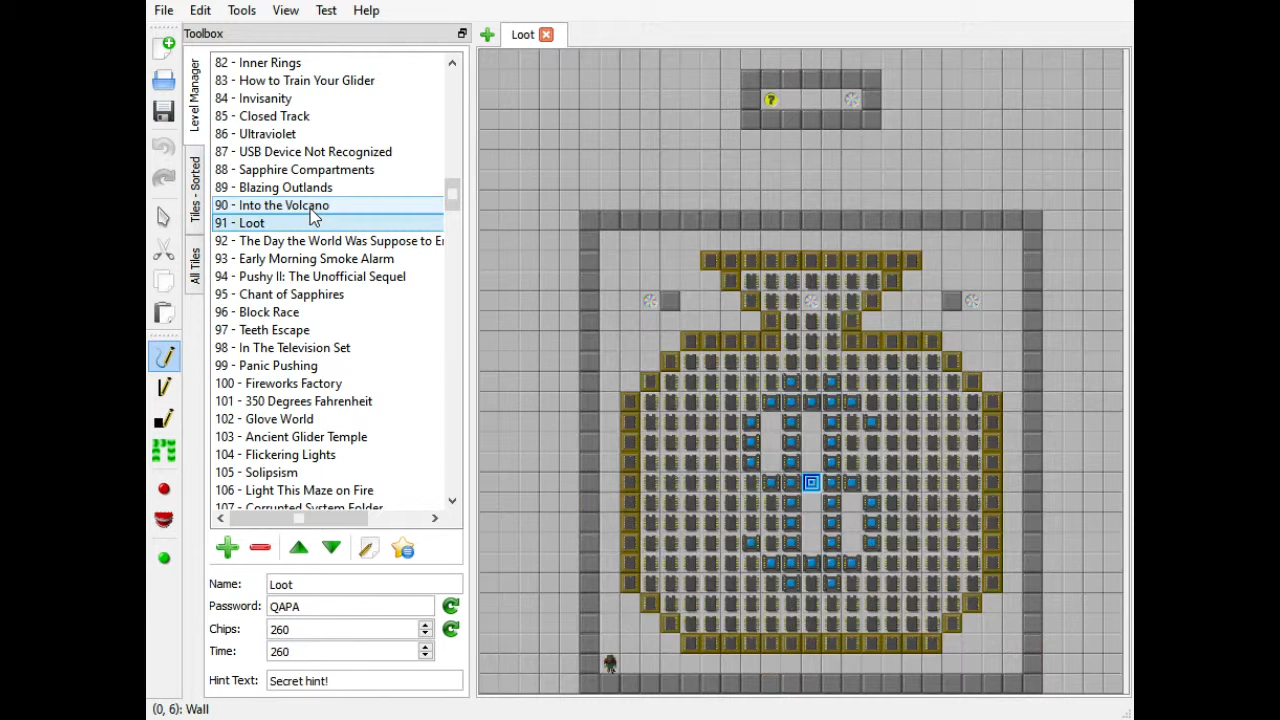 File Edit Tools View Test Help
Toolbox
Loot
Level Manager
Tiles - Sorted
All Tiles
82 - Inner Rings
83 - How to Train Your Glider
84 - Invisanity
85 - Closed Track
86 - Ultraviolet
87 - USB Device Not Recognized
88 - Sapphire Compartments
89 - Blazing Outlands
90 - Into the Volcano
91 - Loot
92 - The Day the World Was Suppose to
93 - Early Morning Smoke Alarm
94 - Pushy II: The Unofficial Sequel
95 - Chant of Sapphires
96 - Block Race
97 - Teeth Escape
98 - In The Television Set
99 - Panic Pushing
100 - Fireworks Factory
101 - 350 Degrees Fahrenheit
102 - Glove World
103 - Ancient Glider Temple
104 - Flickering Lights
105 - Solipsism
106 - Light This Maze on Fire
107 - Corrupted System Folder
Name: Loot
Password: QAPA
Chips: 260
Time: 260
Hint Text: Secret hint!
(0, 6): Wall
?